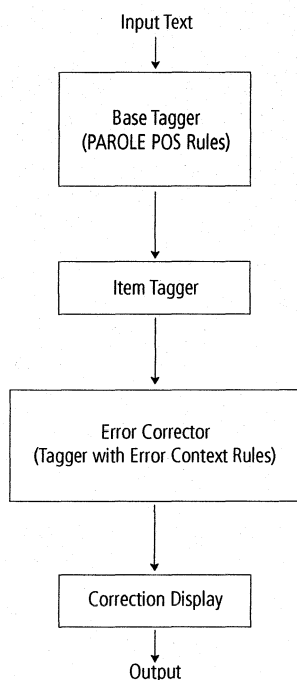 Input Text
Base Tagger
(PAROLE POS Rules)
Item Tagger
Error Corrector
(Tagger with Error Context Rules)
Correction Display
Output